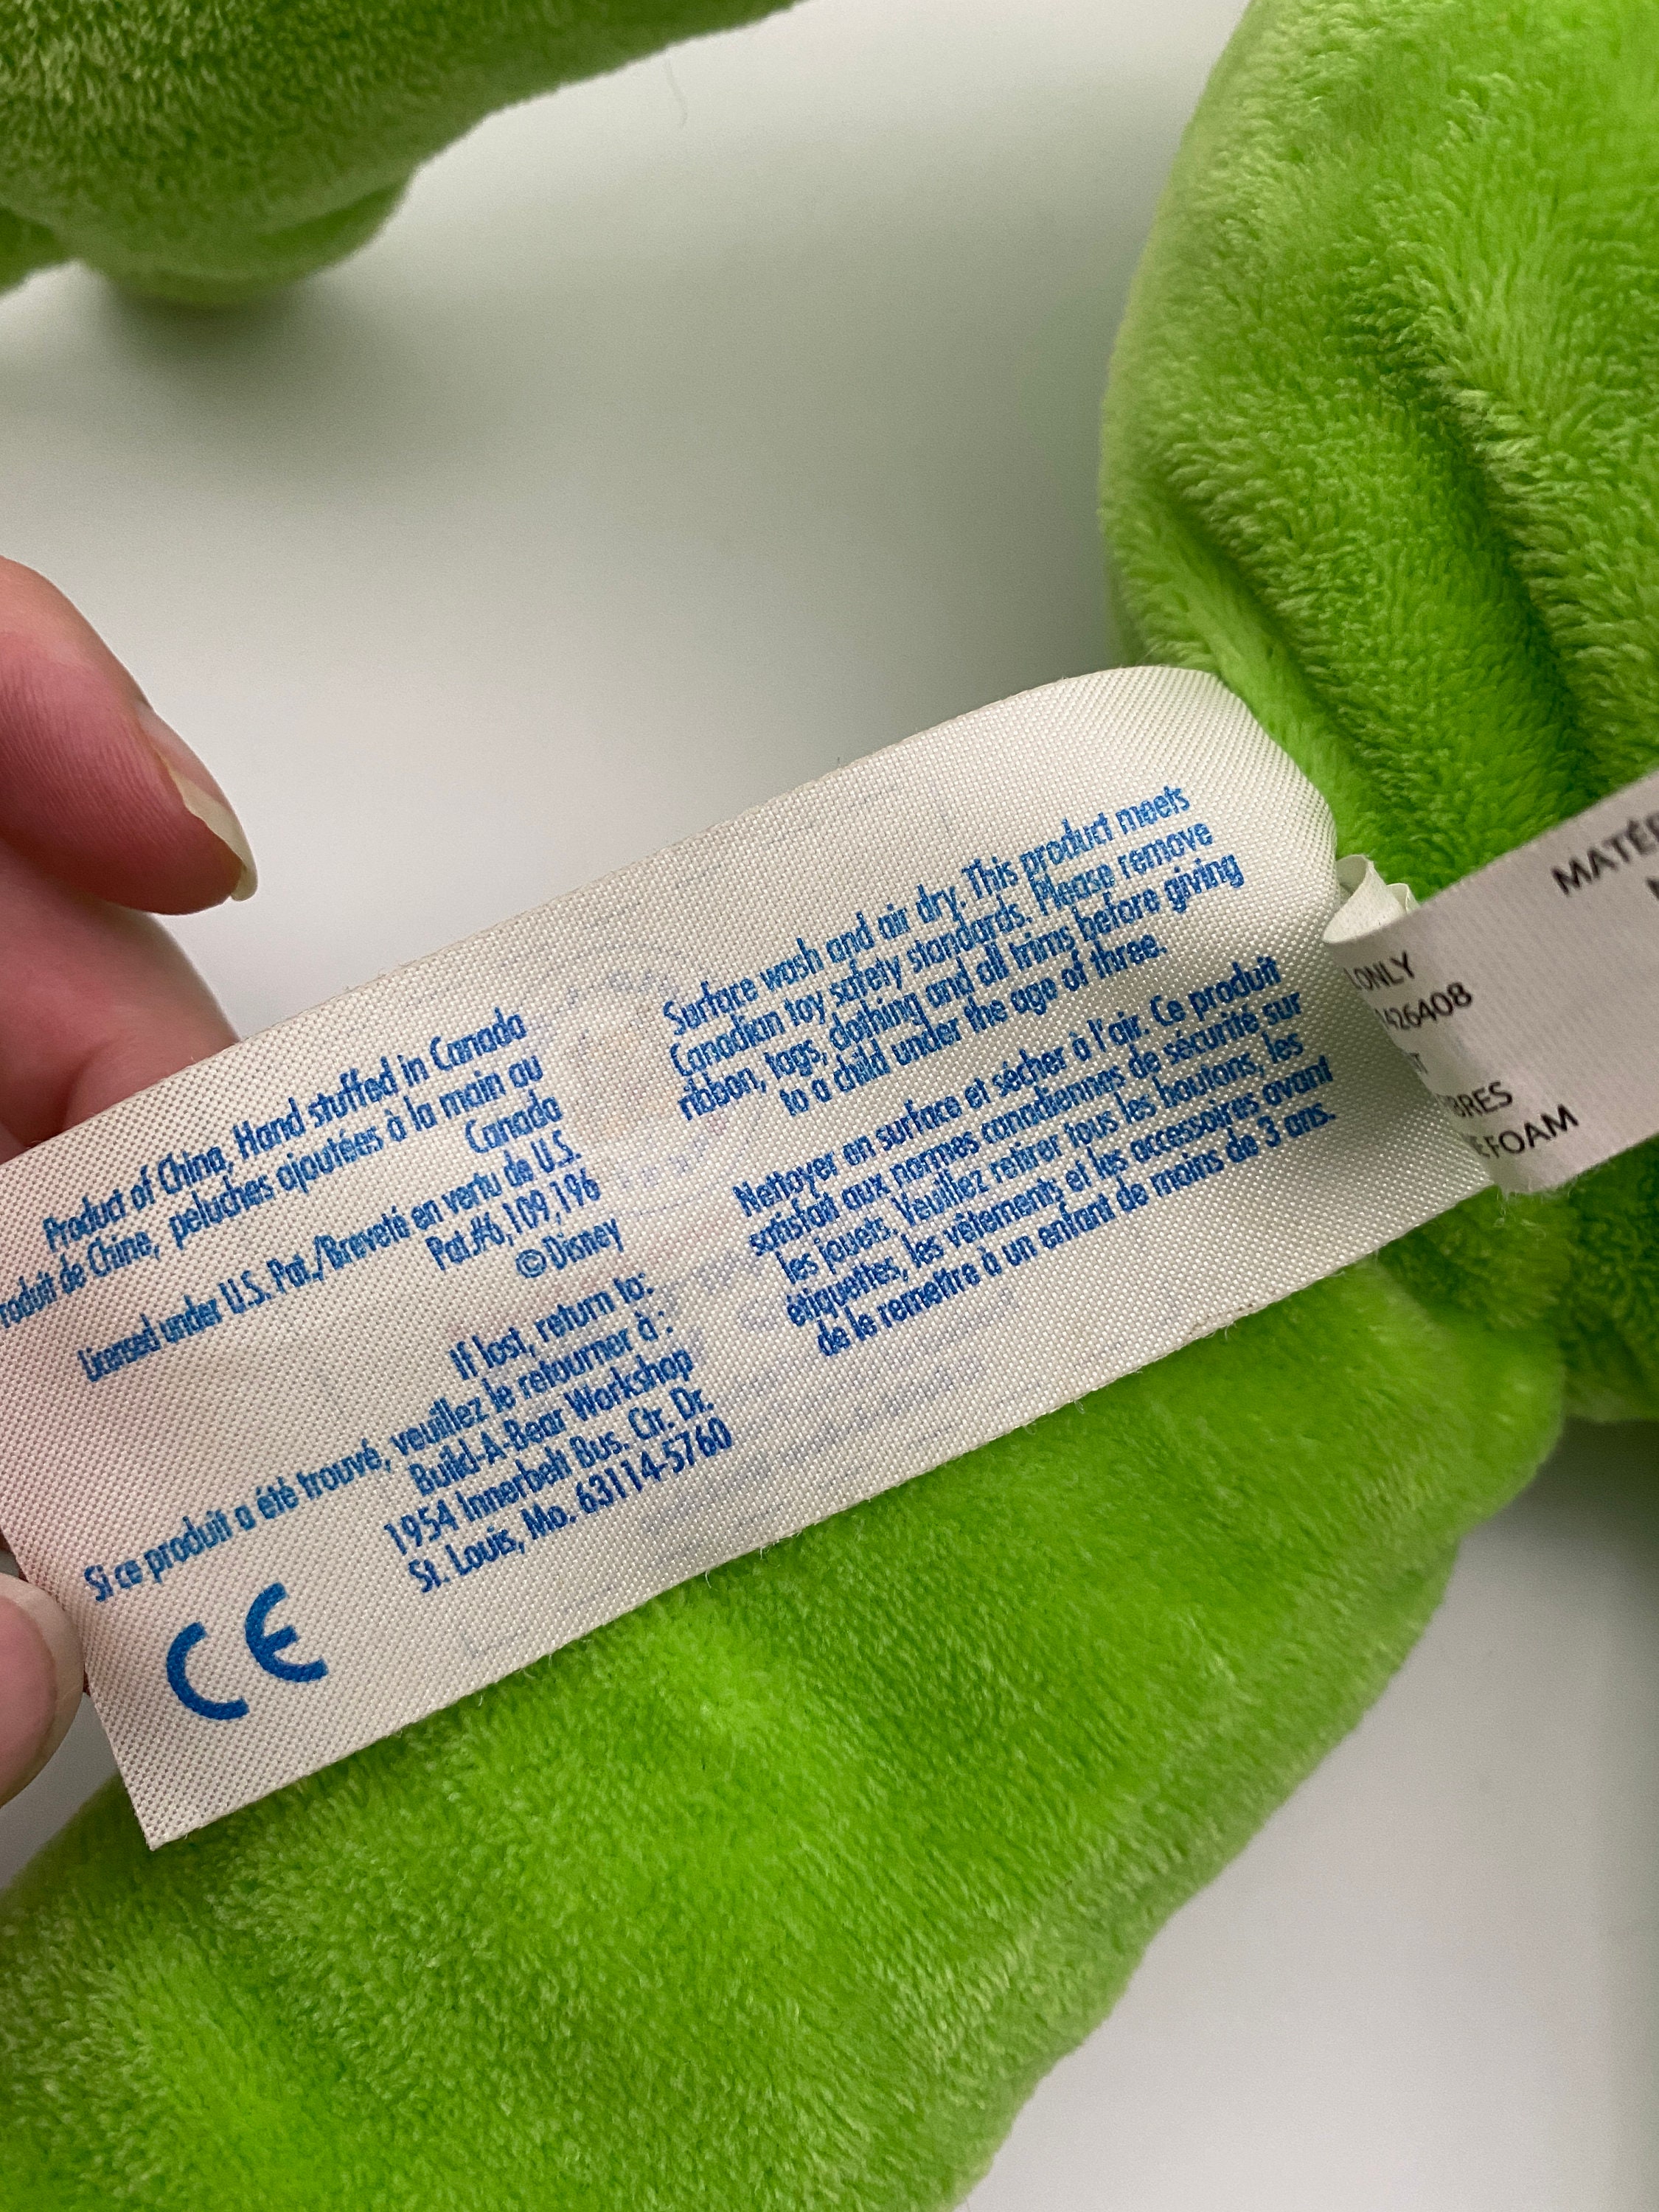 Surface wash and air dry. This product meets
Canadian toy safety standards. Please remove
ribbon, tags, clothing and all trims before giving
to a child under the age of three.
Nettoyer en surface et sécher à l'air. Ce produit
satisfait aux normes canadiennes de sécurité sur
les jouets. Veuillez retirer tous les boutons, les
étiquettes, les vêtements et les accessoires avant
de le remettre à un enfant de moins de 3 ans.
Product of China, Hand stuffed in Canada
roduit de Chine, peluches ajoutées à la main au
Canada
Licensed under U.S. Pat./Breveté en vertu de U.S.
Pat.#6,109,196
©Disney
If lost, return to:
Si ce produit a été trouvé, veuillez le retourner à :
Build-A-Bear Workshop
1954 Innerbelt Bus. Ctr. Dr.
St. Louis, Mo. 63114-5760
CE
MATÉ
ONLY
426408
BRES
FOAM